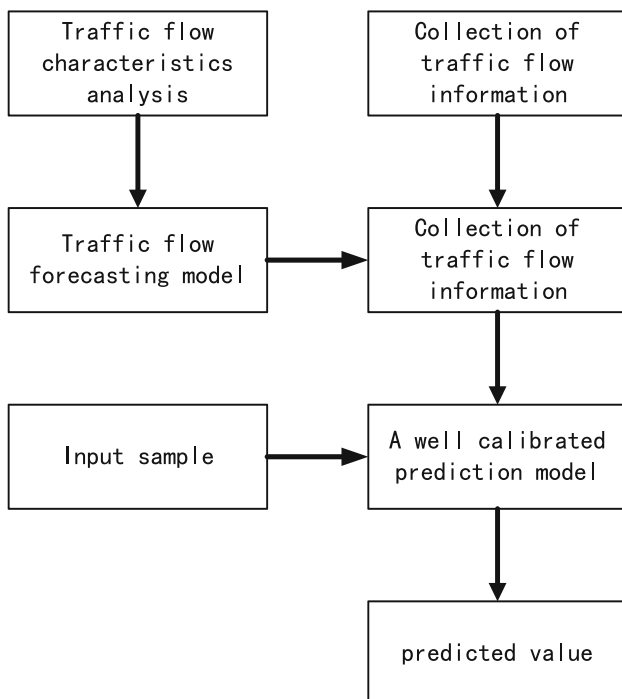 Traffic flow
characteristics
analysis
Collection of
traffic flow
information
Traffic flow
forecasting model
Collection of
traffic flow
information
Input sample
A well calibrated
prediction model
predicted value